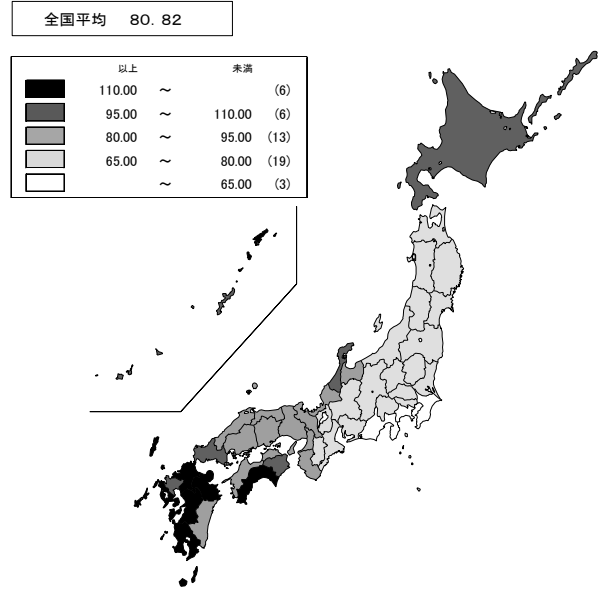 全国平均 80.82
以上 未満
110.00 ～ (6)
95.00 ～ 110.00 (6)
80.00 ～ 95.00 (13)
65.00 ～ 80.00 (19)
～ 65.00 (3)